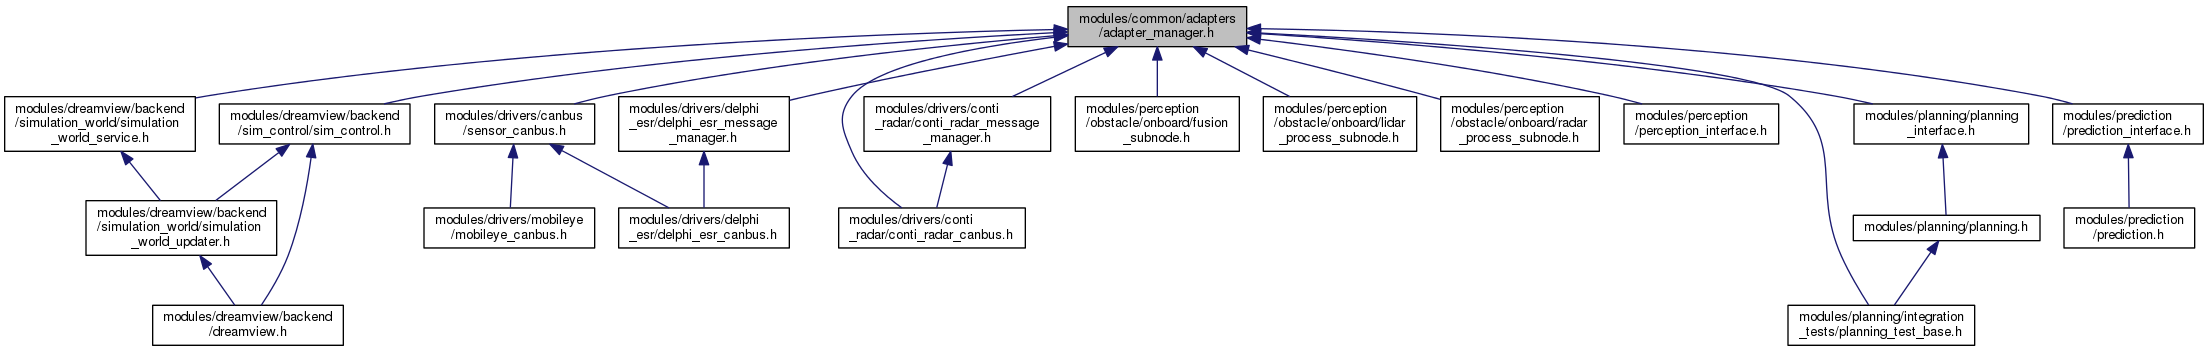 modules/common/adapters
/adapter_manager.h
modules/dreamview/backend
/simulation_world/simulation
_world_service.h
modules/dreamview/backend
/sim_control/sim_control.h
modules/drivers/canbus
/sensor_canbus.h
modules/drivers/delphi
_esr/delphi_esr_message
_manager.h
modules/drivers/conti
_radar/conti_radar_message
_manager.h
modules/perception
/obstacle/onboard/fusion
_subnode.h
modules/perception
/obstacle/onboard/lidar
_process_subnode.h
modules/perception
/obstacle/onboard/radar
_process_subnode.h
modules/perception
/perception_interface.h
modules/planning/planning
_interface.h
modules/prediction
/prediction_interface.h
modules/dreamview/backend
/simulation_world/simulation
_world_updater.h
modules/drivers/mobileye
/mobileye_canbus.h
modules/drivers/delphi
_esr/delphi_esr_canbus.h
modules/drivers/conti
_radar/conti_radar_canbus.h
modules/planning/planning.h
modules/prediction
/prediction.h
modules/dreamview/backend
/dreamview.h
modules/planning/integration
_tests/planning_test_base.h